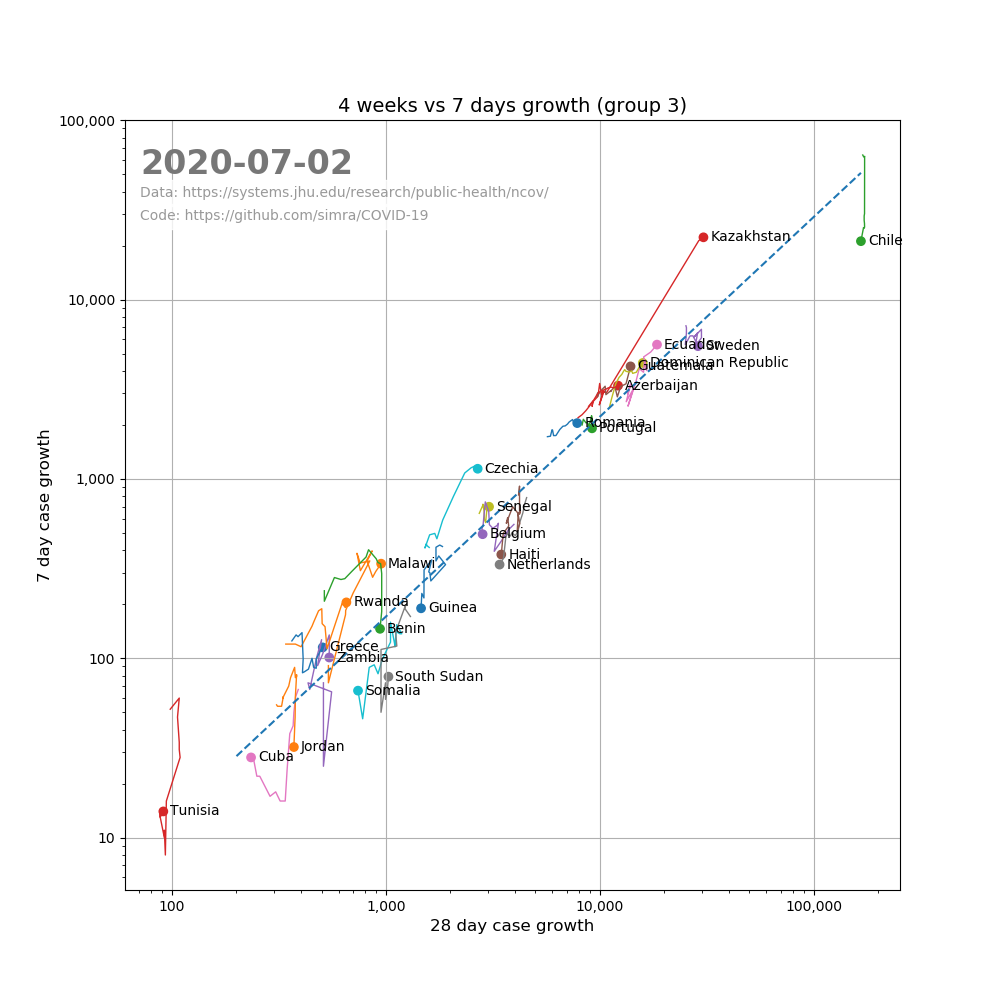 4 weeks vs 7 days growth (group 3)
100,000
2020-07-02
Data: https://systems.jhu.edu/research/public-health/ncov/
Code: https://github.com/simra/COVID-19
Kazakhstan
Chile
10,000
Ecuador
Sweden
Dominican Republic
Guatemala
Azerbaijan
Romania
Portugal
Czechia
1,000
Senegal
Belgium
Haiti
Netherlands
Malawi
Rwanda
Guinea
Benin
Greece
Zambia
100
South Sudan
Somalia
Jordan
Cuba
Tunisia
10
7 day case growth
100
1,000
10,000
100,000
28 day case growth